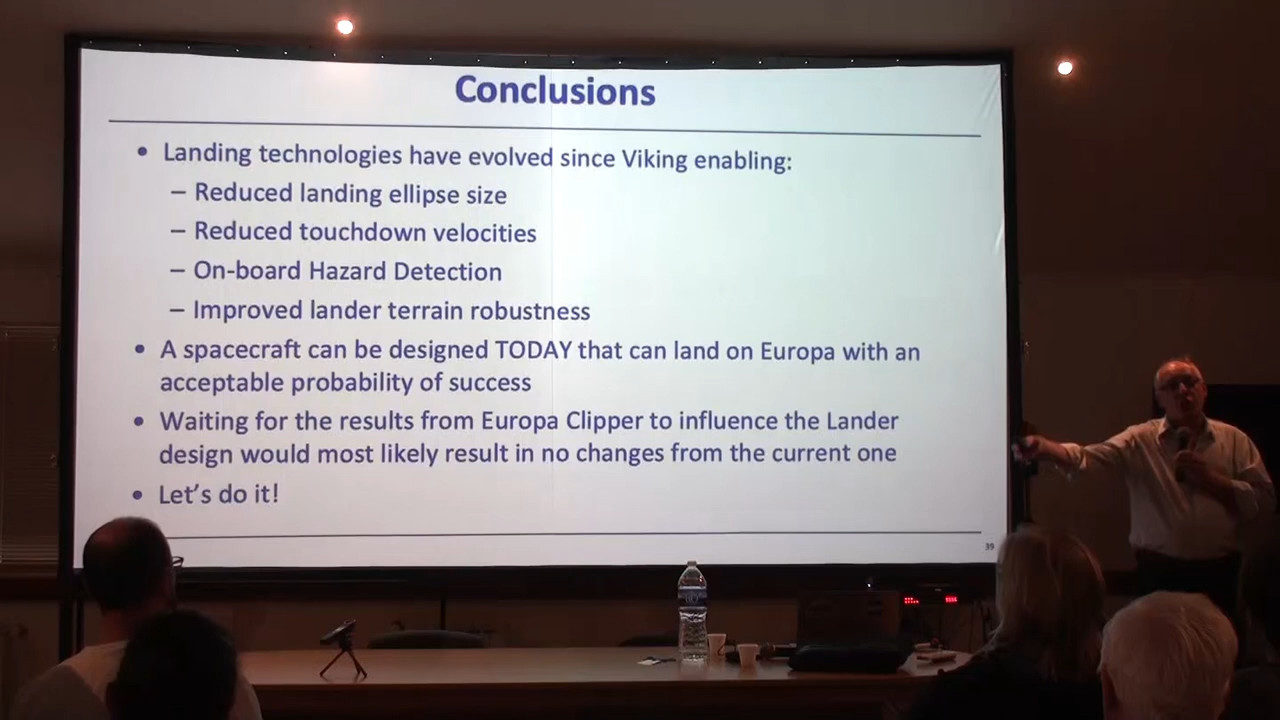 Conclusions
• Landing technologies have evolved since Viking enabling:
– Reduced landing ellipse size
– Reduced touchdown velocities
– On-board Hazard Detection
– Improved lander terrain robustness
• A spacecraft can be designed TODAY that can land on Europa with an
acceptable probability of success
• Waiting for the results from Europa Clipper to influence the Lander
design would most likely result in no changes from the current one
• Let's do it!
39